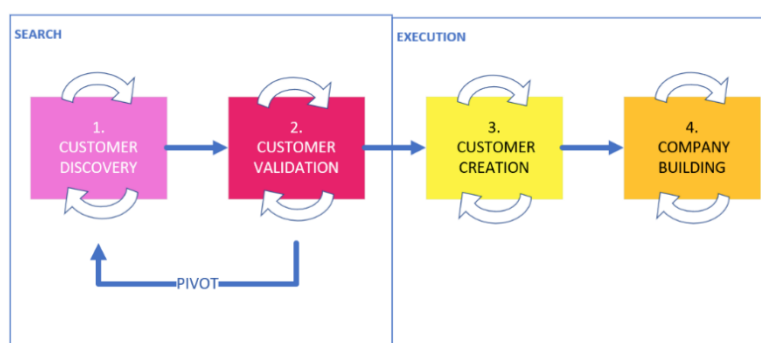 SEARCH
EXECUTION
1.
CUSTOMER
DISCOVERY
2.
CUSTOMER
VALIDATION
3.
CUSTOMER
CREATION
4.
COMPANY
BUILDING
PIVOT